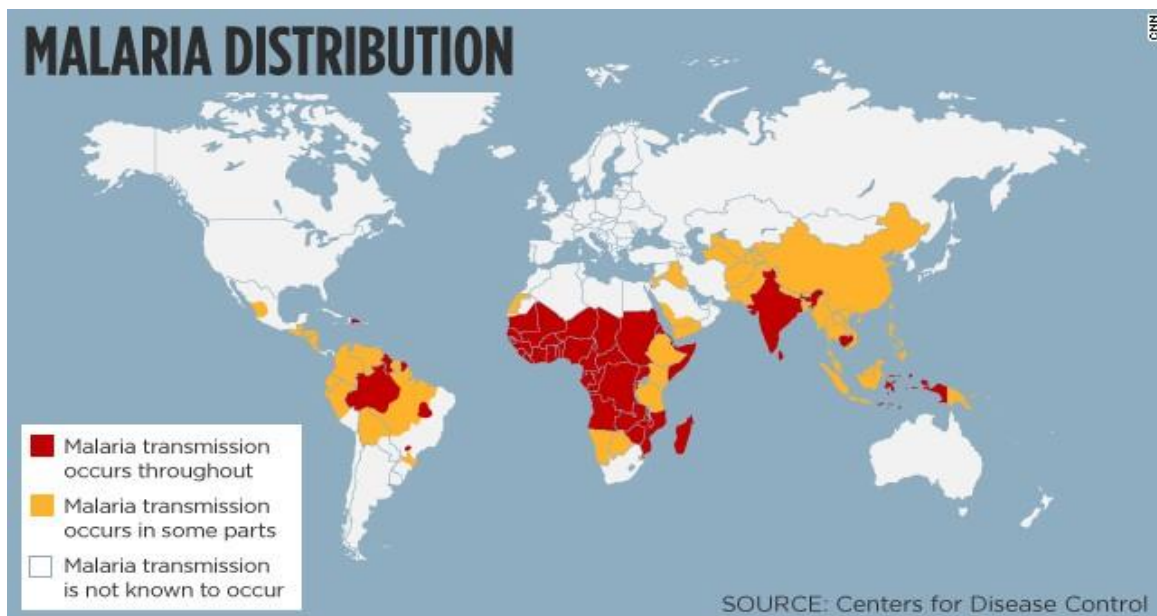 CNN
MALARIA DISTRIBUTION
Malaria transmission
occurs throughout
Malaria transmission
occurs in some parts
Malaria transmission
is not known to occur
SOURCE: Centers for Disease Control